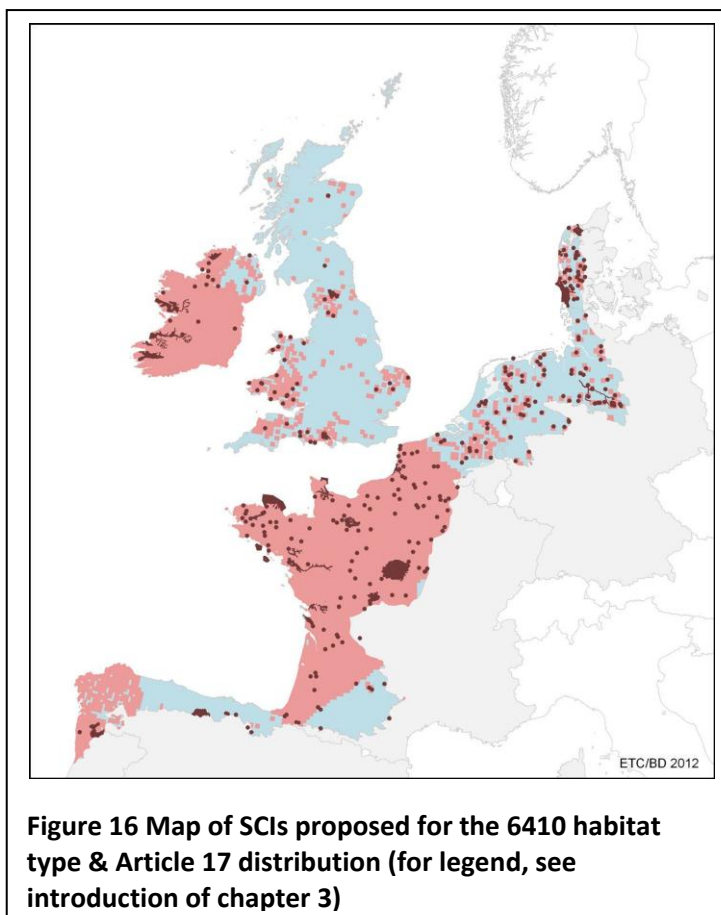 ETC/BD 2012
Figure 16 Map of SCIs proposed for the 6410 habitat
type & Article 17 distribution (for legend, see
introduction of chapter 3)